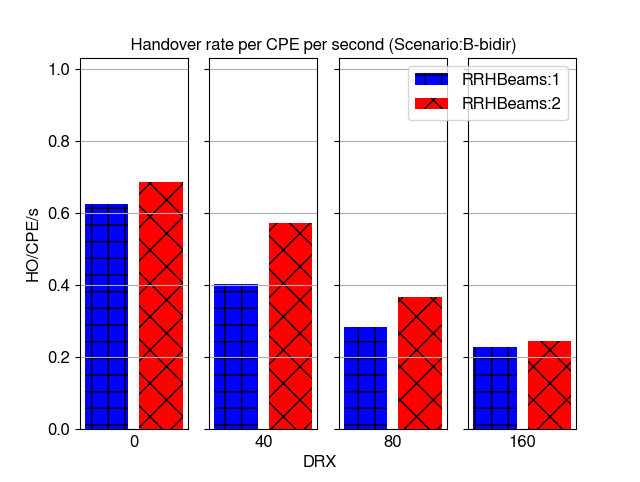 Handover rate per CPE per second (Scenario:B-bidir)
1.0
0.8
0.6
0.4
0.2
0.0
HO/CPE/s
RRHBeams:1
RRHBeams:2
0
40
80
160
DRX